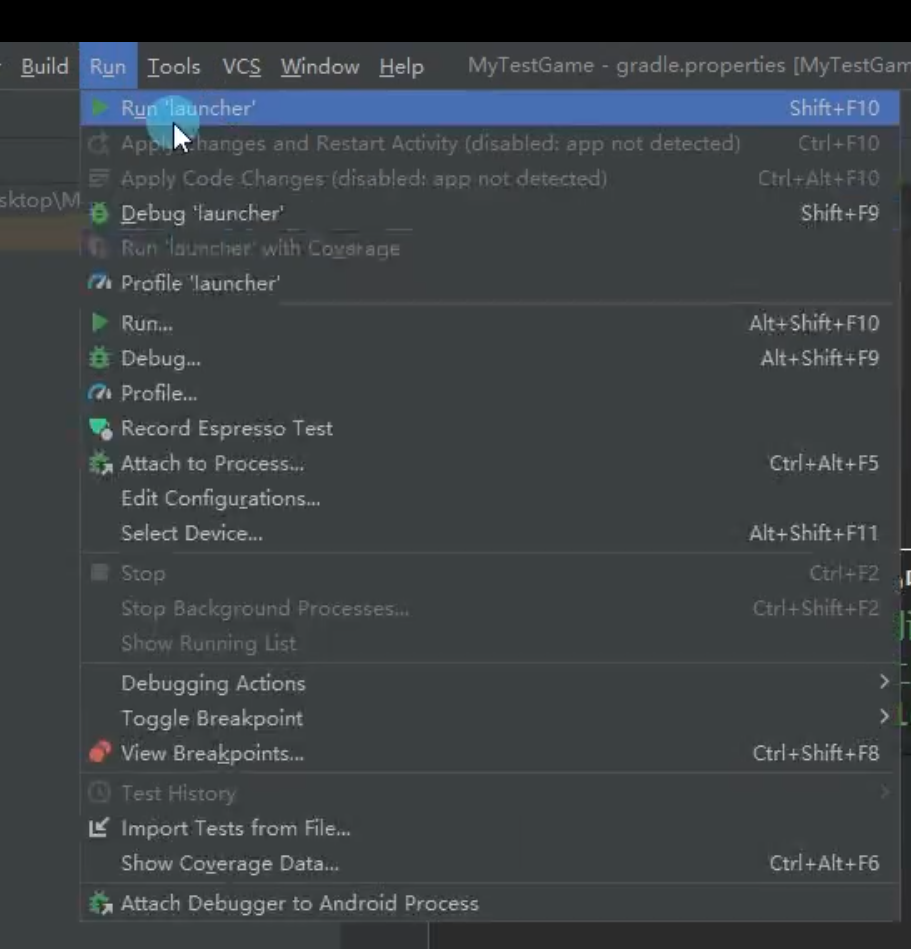 Build Run Tools VCS Window Help MyTestGame - gradle.properties [MyTestGam
Run 'launcher' Shift+F10
Apply Changes and Restart Activity (disabled: app not detected) Ctrl+F10
sktop\M Apply Code Changes (disabled: app not detected) Ctrl+Alt+F10
Debug 'launcher' Shift+F9
Run 'launcher' with Coverage
Profile 'launcher'
Run... Alt+Shift+F10
Debug... Alt+Shift+F9
Profile...
Record Espresso Test
Attach to Process... Ctrl+Alt+F5
Edit Configurations...
Select Device... Alt+Shift+F11
Stop Ctrl+F2
Stop Background Processes... Ctrl+Shift+F2
Show Running List
Debugging Actions
Toggle Breakpoint
View Breakpoints... Ctrl+Shift+F8
Test History
Import Tests from File...
Show Coverage Data... Ctrl+Alt+F6
Attach Debugger to Android Process